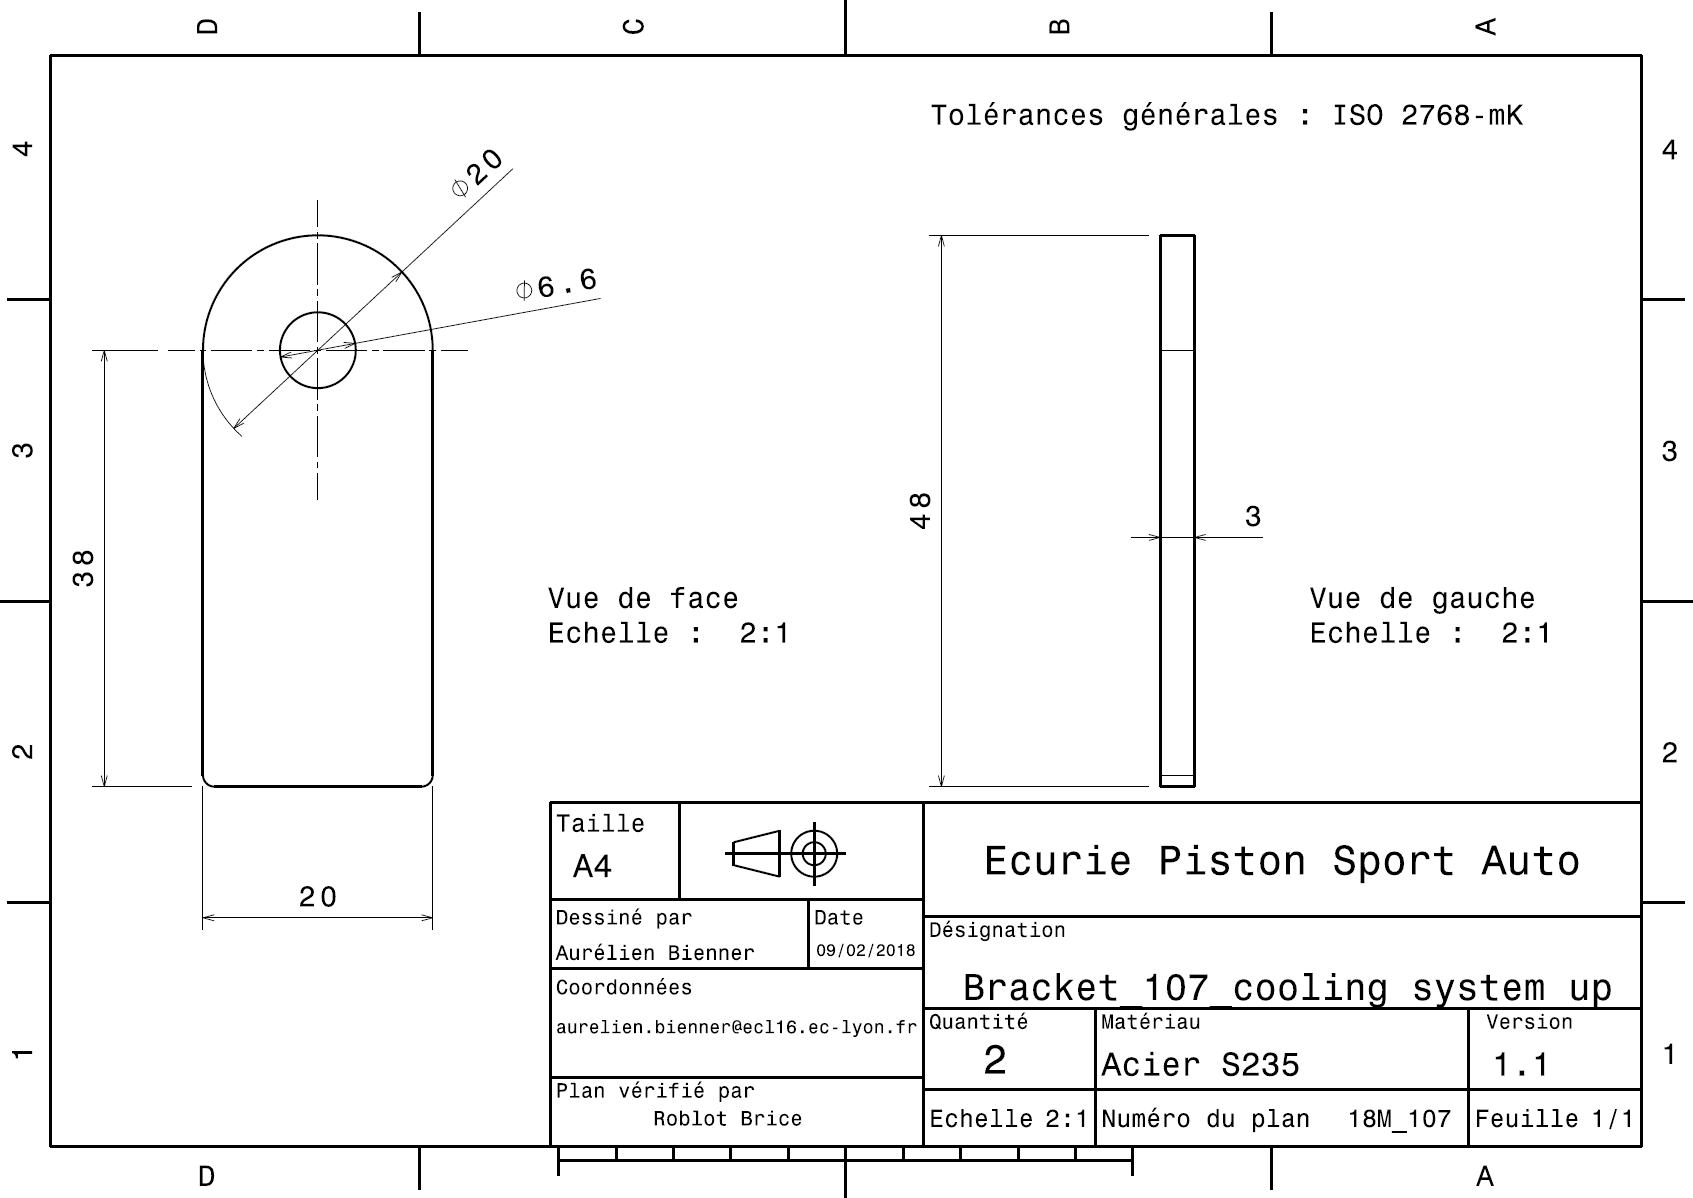 D C B A
Tolérances générales : ISO 2768-mK
4 4
⌀20
⌀6.6
3 3
48
3
38
Vue de face
Echelle : 2:1
Vue de gauche
Echelle : 2:1
2 2
20
Taille
A4
Ecurie Piston Sport Auto
Dessiné par
Aurélien Bienner
Date
09/02/2018
Désignation
Bracket_107_cooling system up
Coordonnées
aurelien.bienner@ecl16.ec-lyon.fr
Quantité
2
Matériau
Acier S235
Version
1.1
1 1
Plan vérifié par
Roblot Brice
Echelle 2:1
Numéro du plan 18M_107
Feuille 1/1
D A